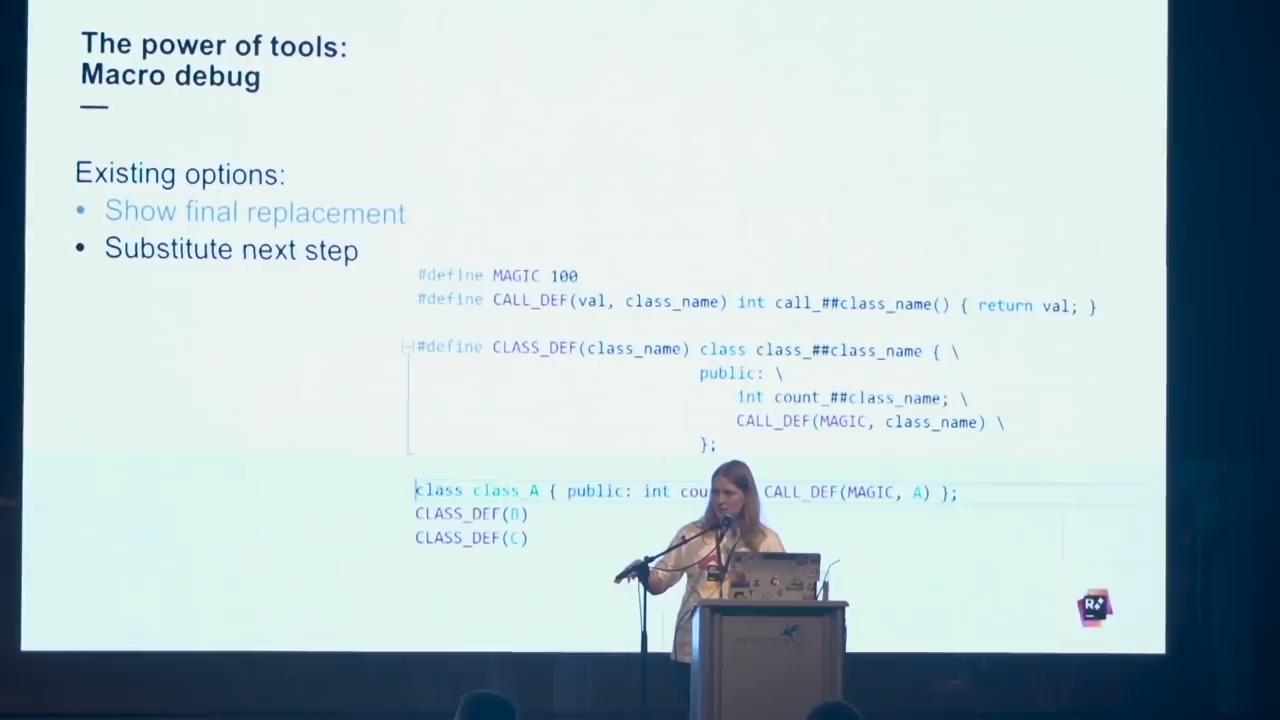 The power of tools:
Macro debug
Existing options:
• Show final replacement
• Substitute next step
#define MAGIC 100
#define CALL_DEF(val, class_name) int call_##class_name() { return val; }
#define CLASS_DEF(class_name) class class_##class_name { \
public: \
int count_##class_name; \
CALL_DEF(MAGIC, class_name) \
};
class class_A { public: int cou CALL_DEF(MAGIC, A) };
CLASS_DEF(B)
CLASS_DEF(C)
R